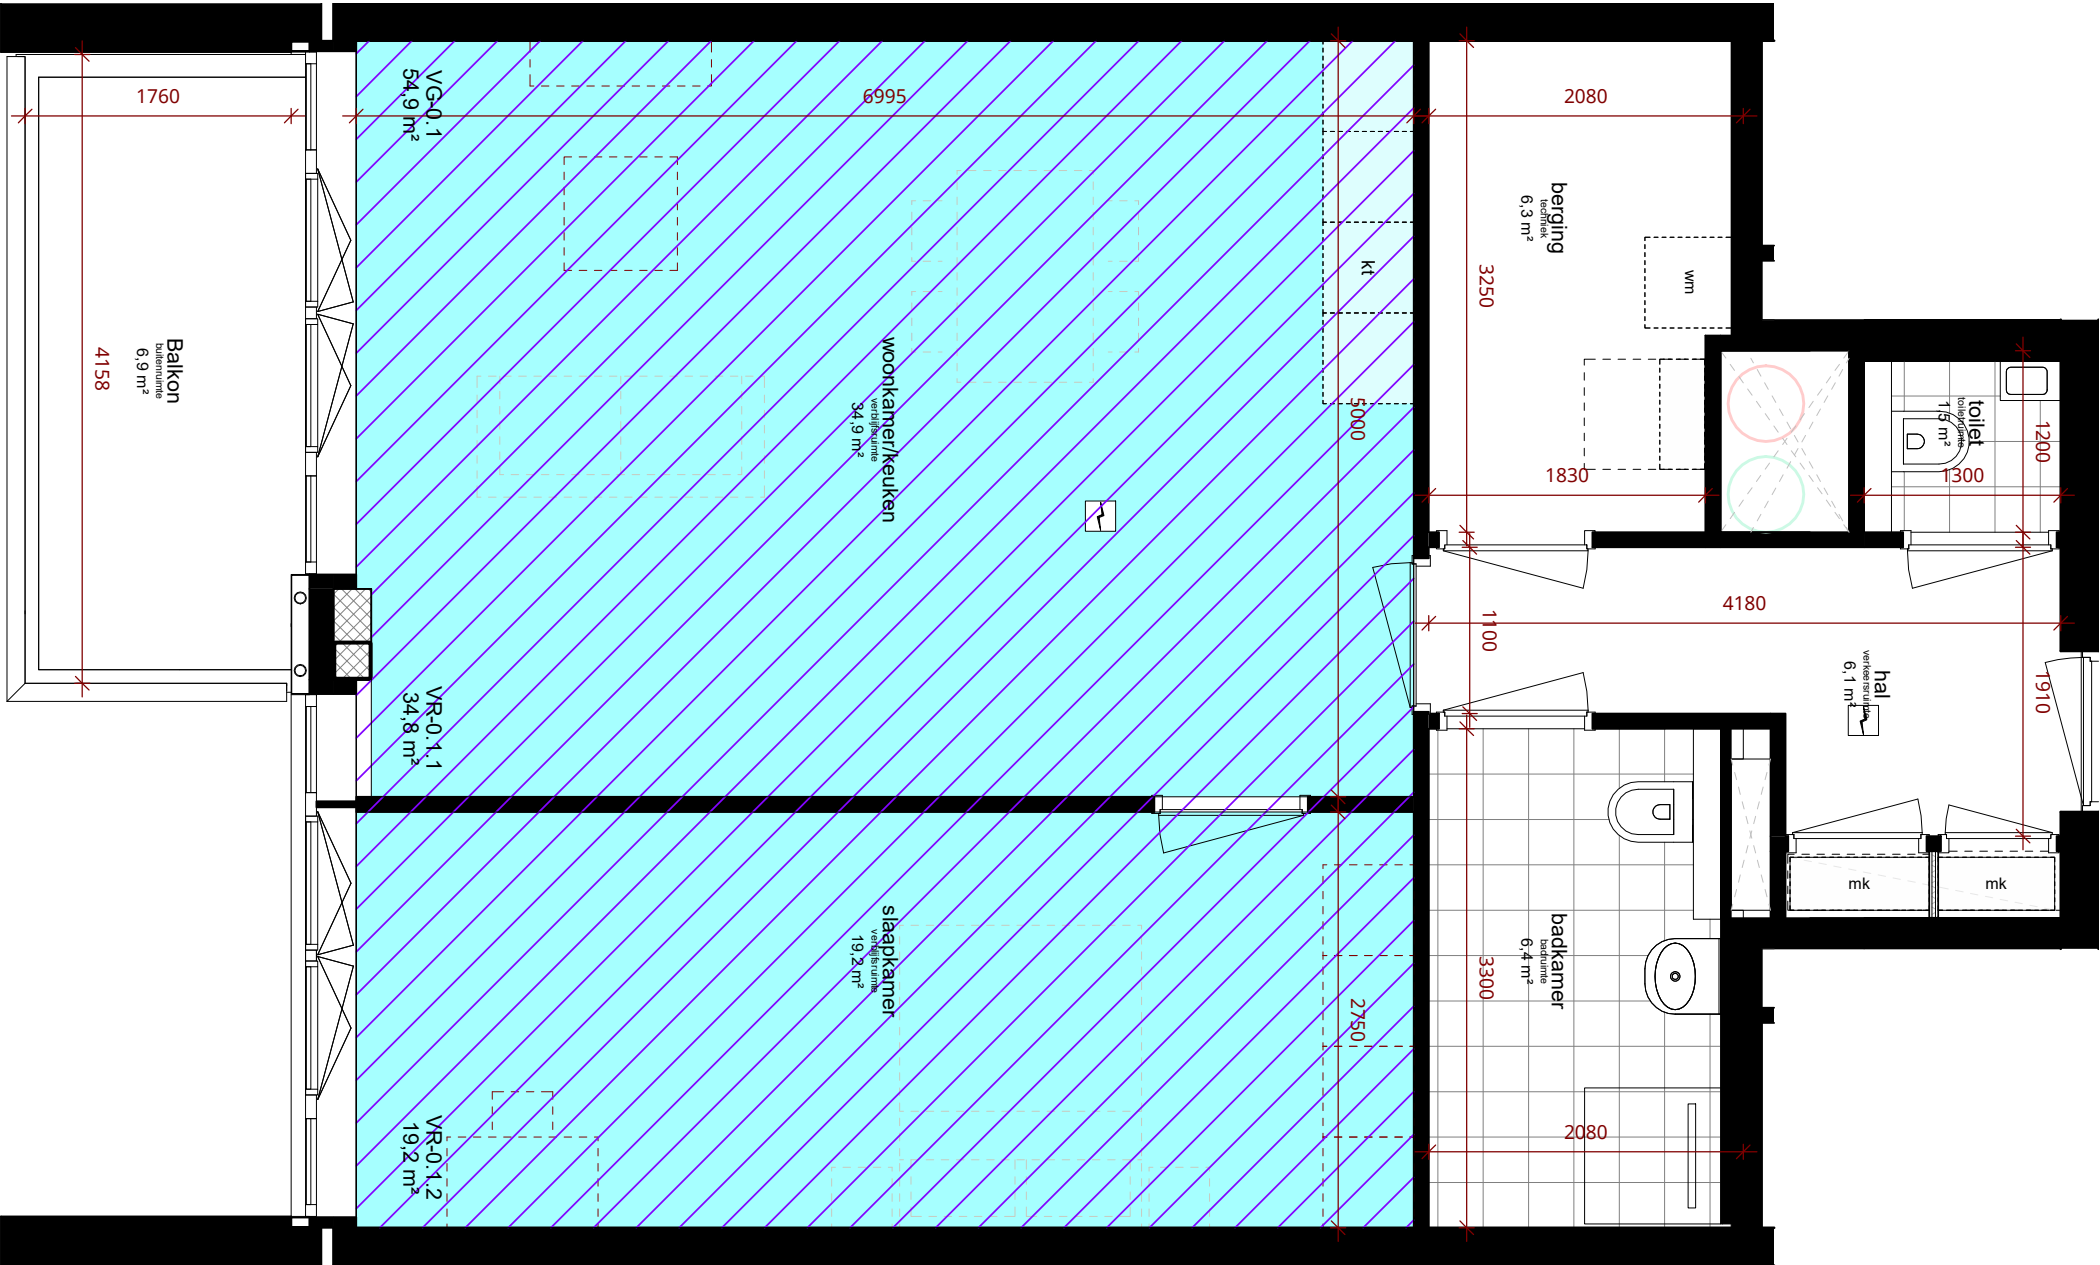 1760
4158
Balkon
buitenruimte
6,9 m²
VG-0.1
54,9 m²
6995
woonkamer/keuken
verblijfsruimte
34,9 m²
kt
5000
VR-0.1.1
34,8 m²
2080
berging
techniek
6,3 m²
3250
wm
1830
toilet
toiletruimte
1,5 m²
1200
1300
4180
1100
hal
verkeersruimte
6,1 m²
1910
mk
mk
slaapkamer
verblijfsruimte
19,2 m²
2750
VR-0.1.2
19,2 m²
badkamer
badruimte
6,4 m²
3300
2080